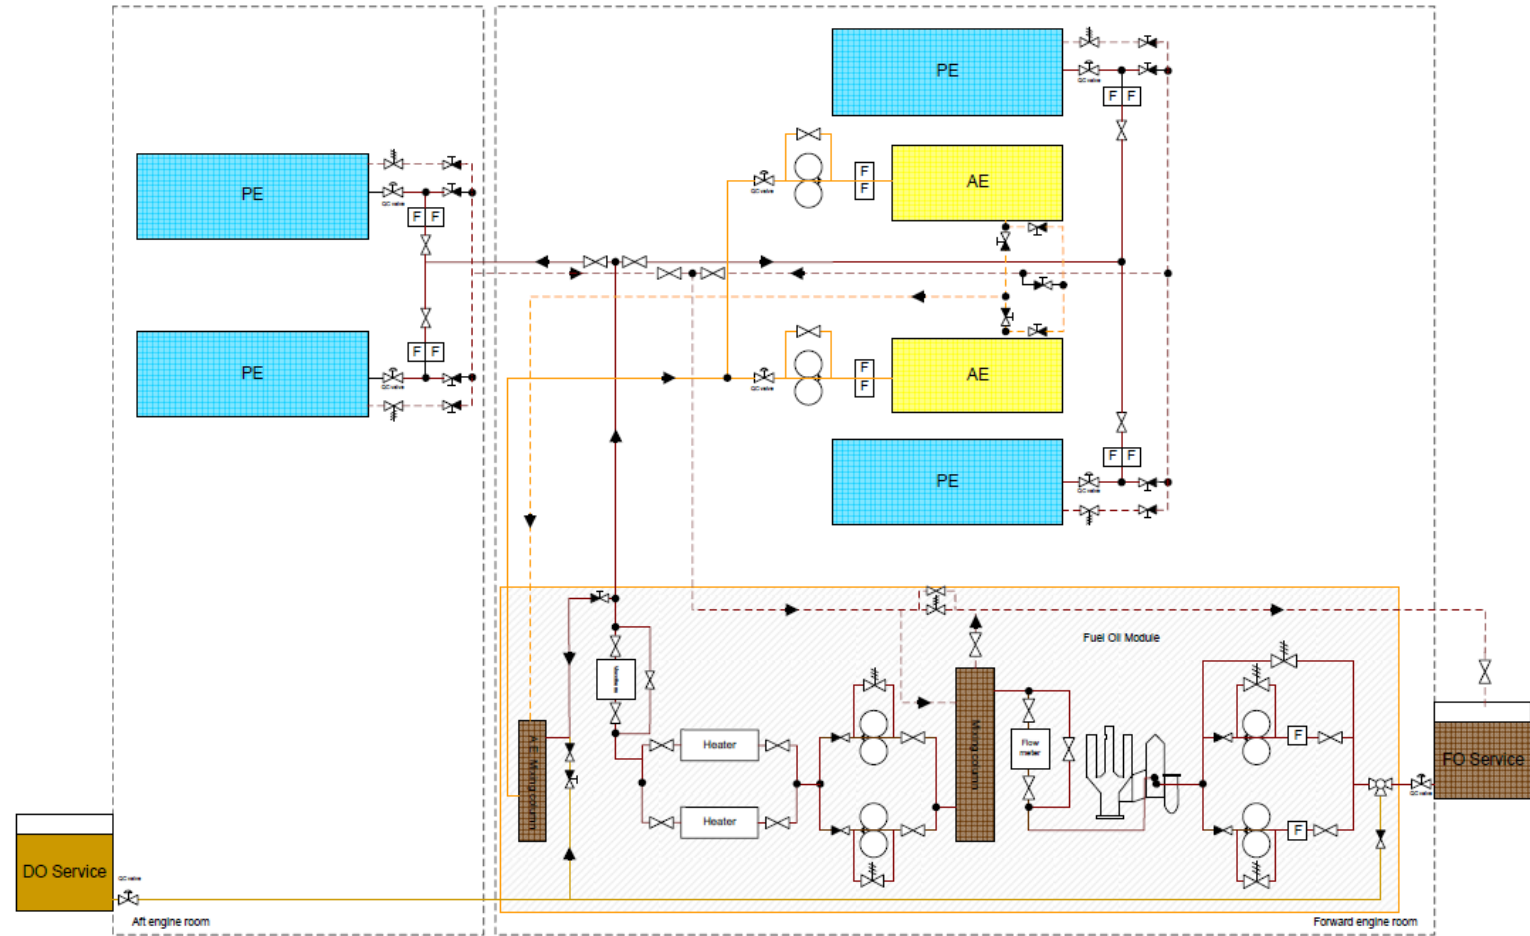 PE
QC valve
F F
F
F
AE
QC valve
PE
QC valve
F F
F F
PE
QC valve
F
F
AE
QC valve
F F
PE
QC valve
Fuel Oil Module
A.E. Mixing column
Heater
Heater
Mixing column
Flow
meter
F
F
QC valve
FO Service
DO Service
QC valve
Aft engine room
Forward engine room